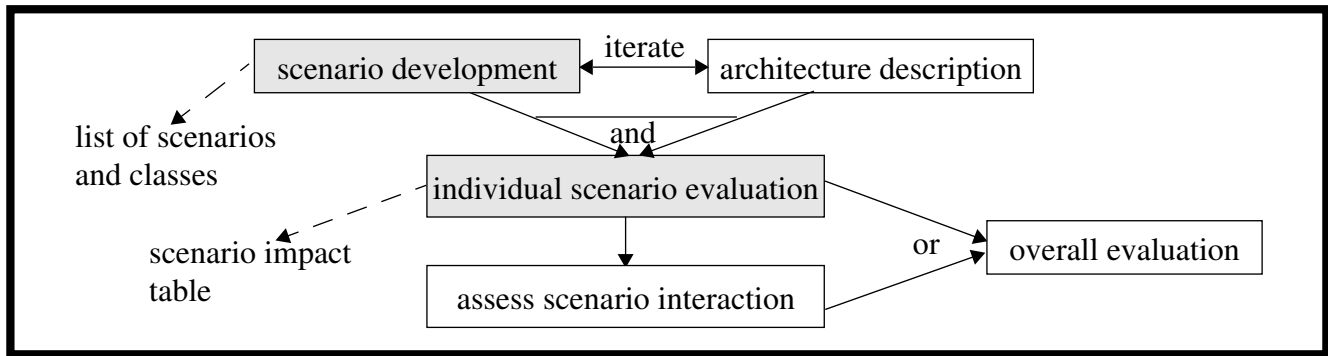 iterate
scenario development
architecture description
list of scenarios
and classes
and
individual scenario evaluation
scenario impact
table
or
overall evaluation
assess scenario interaction